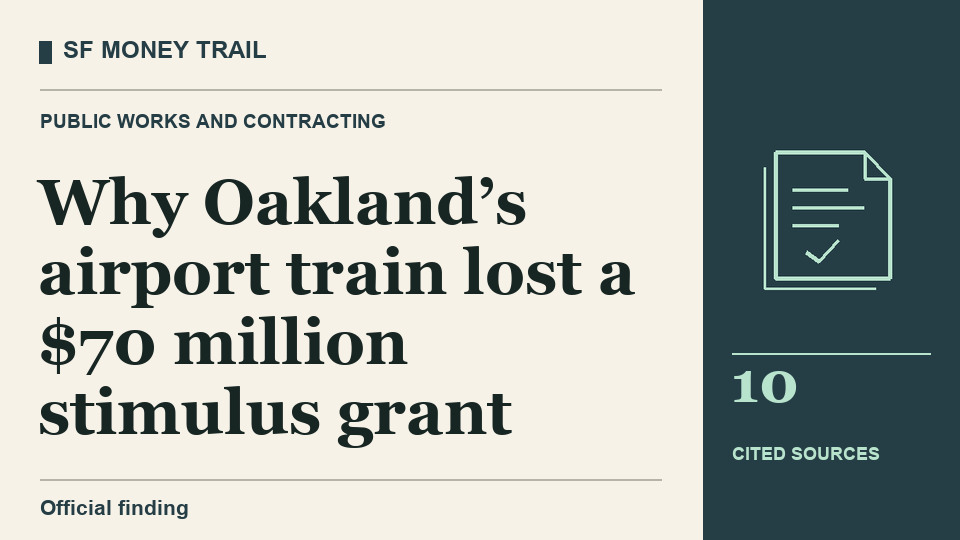 SF MONEY TRAIL
PUBLIC WORKS AND CONTRACTING
Why Oakland’s
airport train lost a
$70 million
stimulus grant
Official finding
10
CITED SOURCES